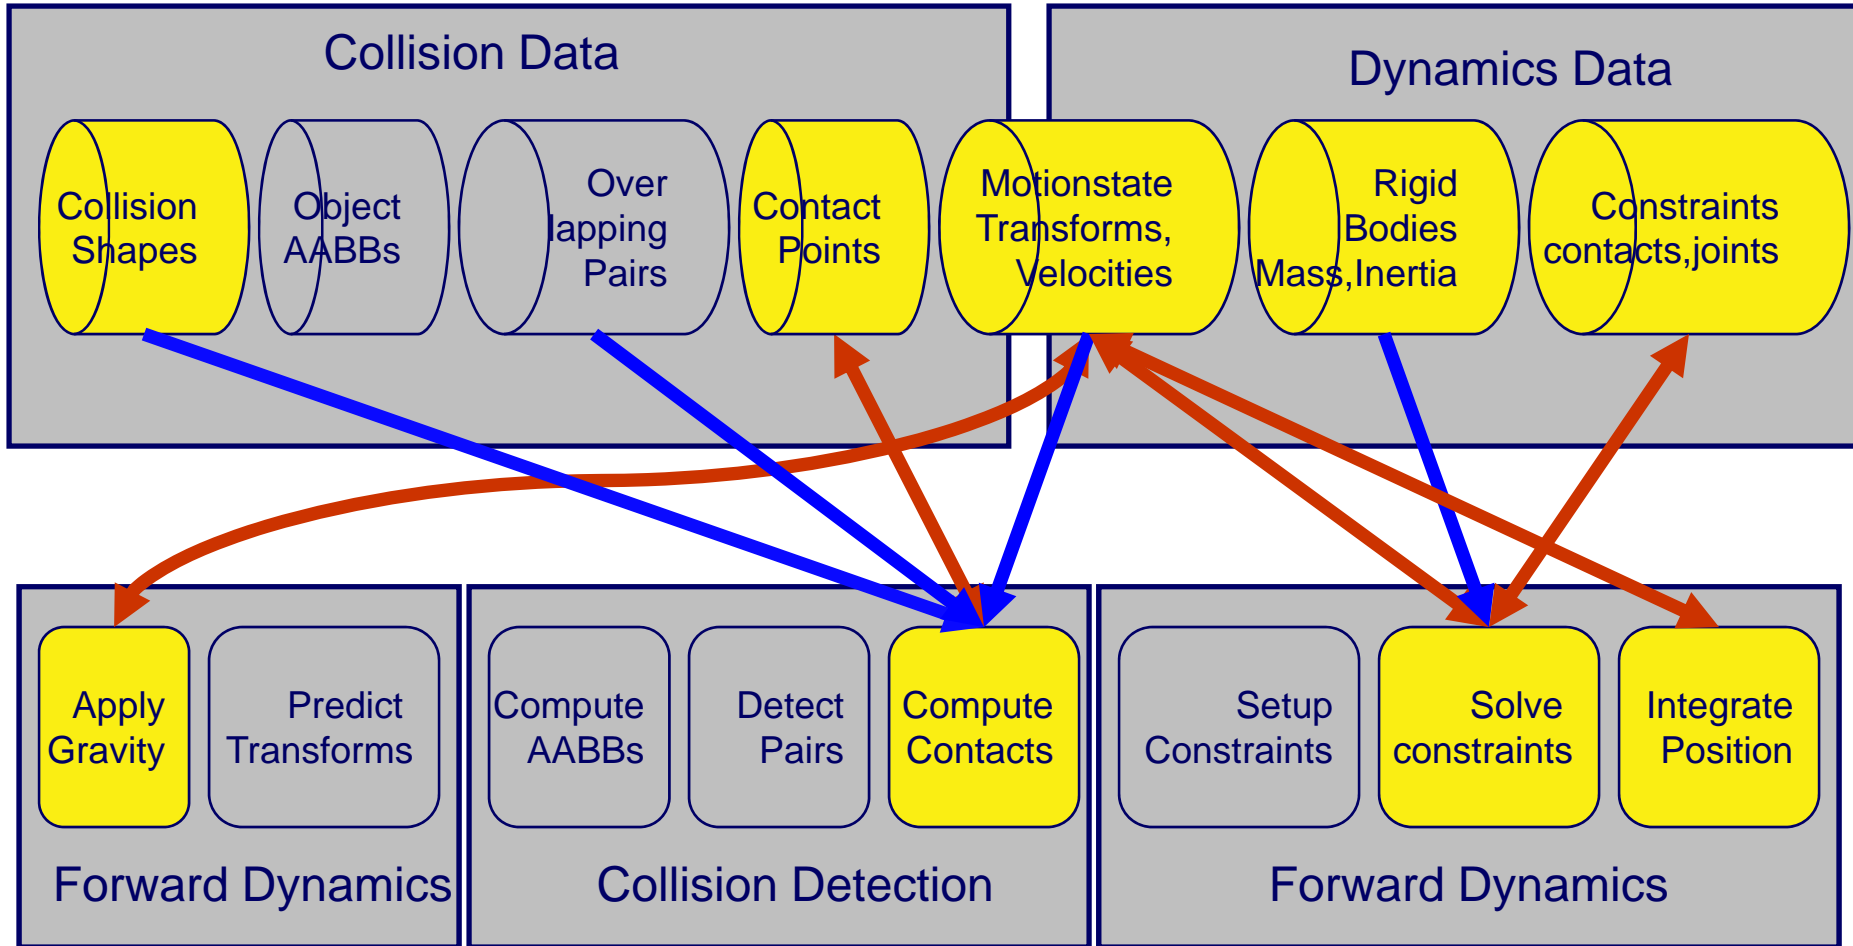 Collision Data
Dynamics Data
Collision
Shapes
Object
AABBs
Over
lapping
Pairs
Contact
Points
Motionstate
Transforms,
Velocities
Rigid
Bodies
Mass,Inertia
Constraints
contacts,joints
Apply
Gravity
Predict
Transforms
Compute
AABBs
Detect
Pairs
Compute
Contacts
Setup
Constraints
Solve
constraints
Integrate
Position
Forward Dynamics
Collision Detection
Forward Dynamics